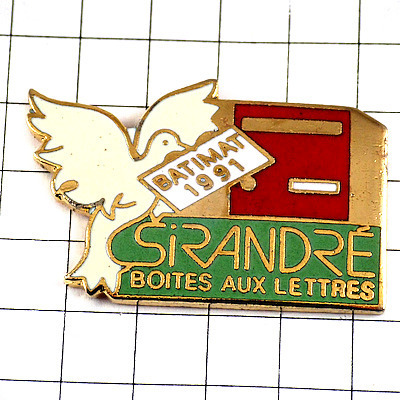 BATIMAT
1991
SiRANDRÉ
BOITES AUX LETTRES